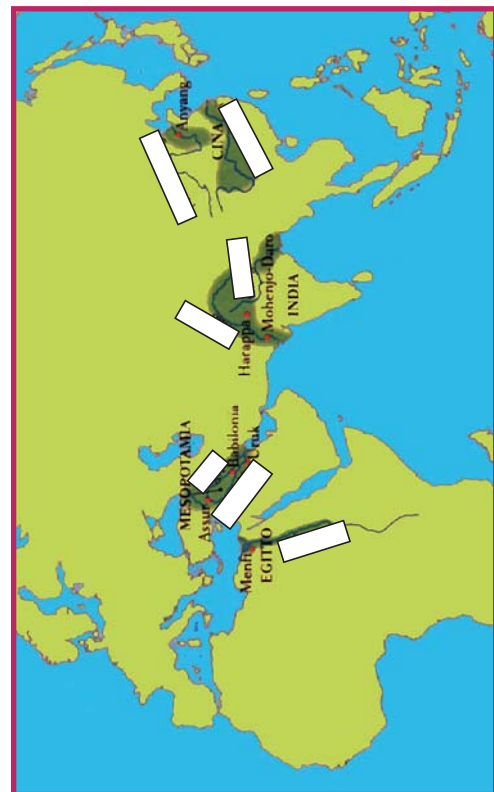 MESOPOTAMIA
Assur
Babilonia
Uruk
Menfi
EGITTO
Harappa
Mohenjo-Daro
INDIA
Anyang
CINA